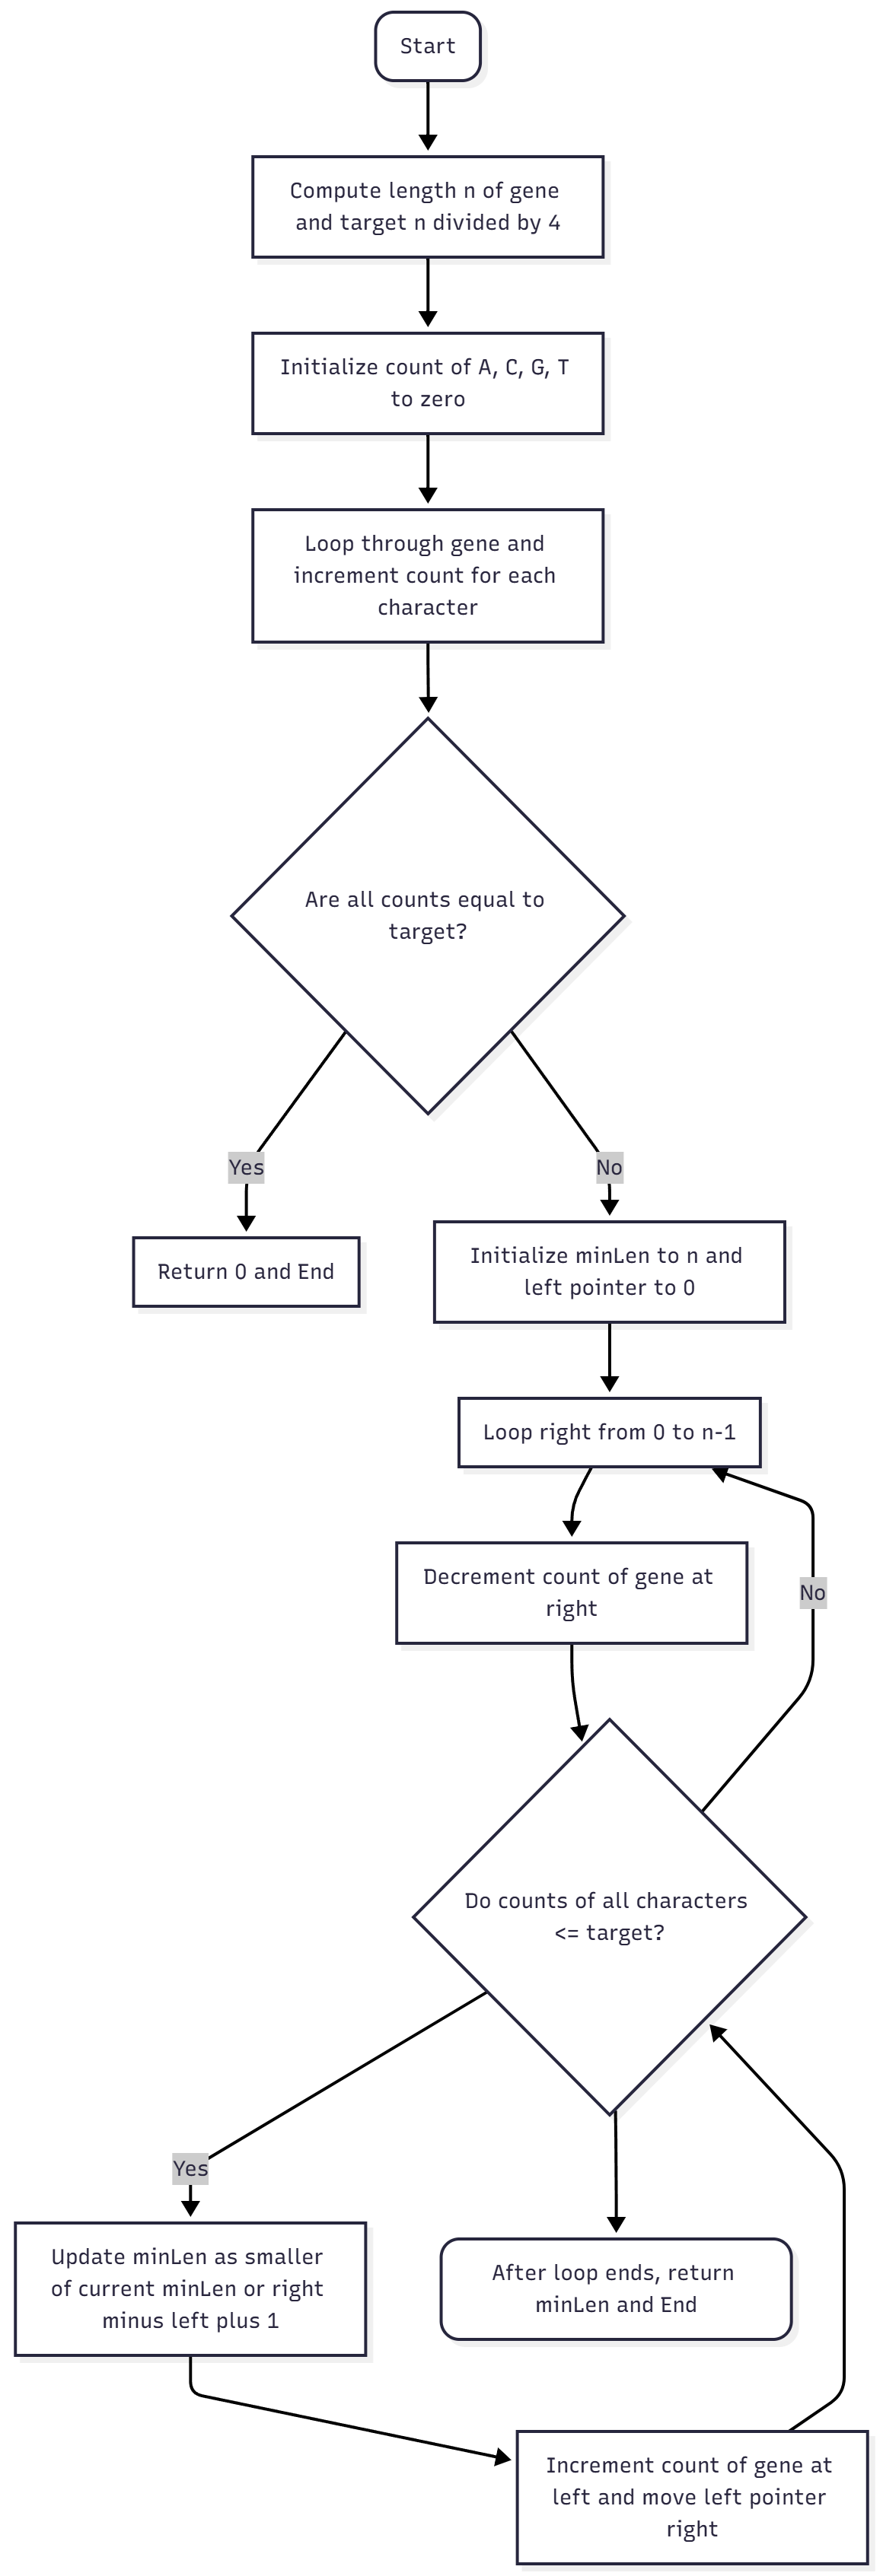 Start
Compute length n of gene
and target n divided by 4
Initialize count of A, C, G, T
to zero
Loop through gene and
increment count for each
character
Are all counts equal to
target?
Yes
No
Return 0 and End
Initialize minLen to n and
left pointer to 0
Loop right from 0 to n-1
Decrement count of gene at
right
No
Do counts of all characters
<= target?
Yes
Update minLen as smaller
of current minLen or right
minus left plus 1
After loop ends, return
minLen and End
Increment count of gene at
left and move left pointer
right